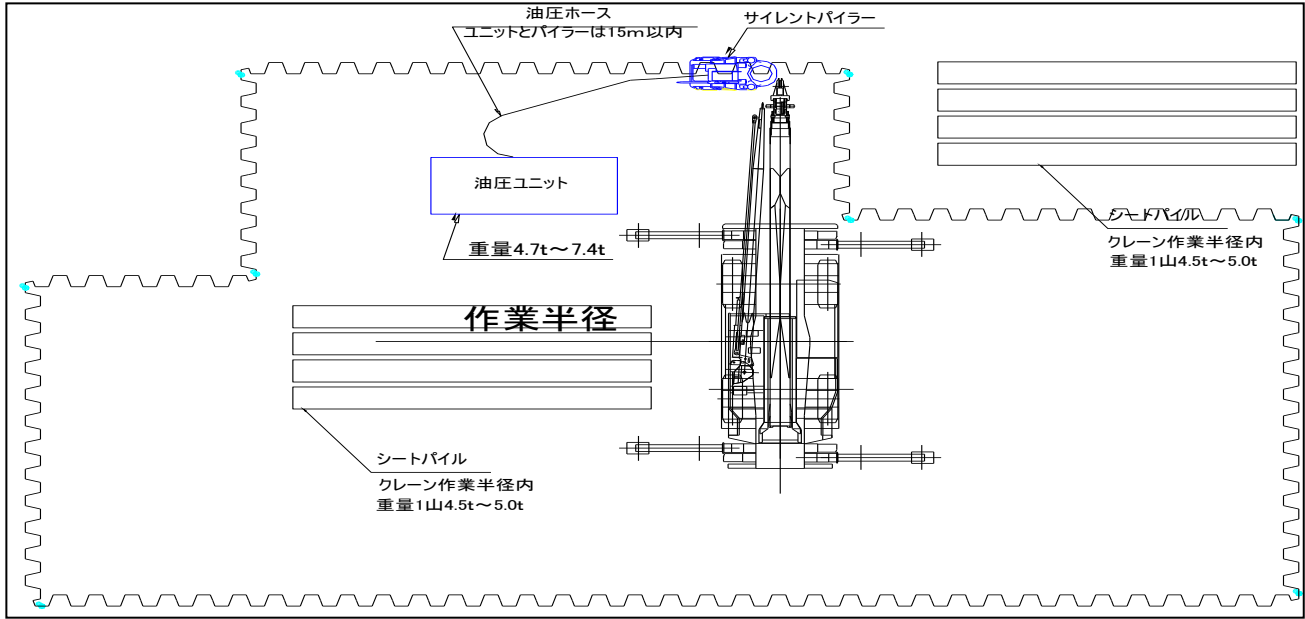 油圧ホース
ユニットとパイラーは15m以内
サイレントパイラー
油圧ユニット
重量4.7t～7.4t
シートパイル
クレーン作業半径内
重量1山4.5t～5.0t
作業半径
シートパイル
クレーン作業半径内
重量1山4.5t～5.0t